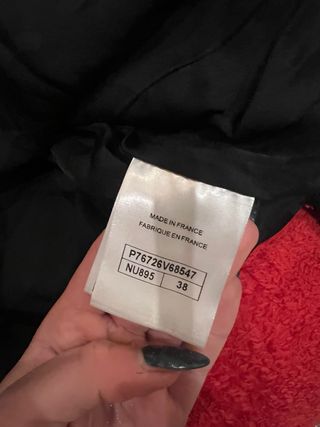 MADE IN FRANCE
FABRIQUE EN FRANCE
P76726V68547
NU895 38